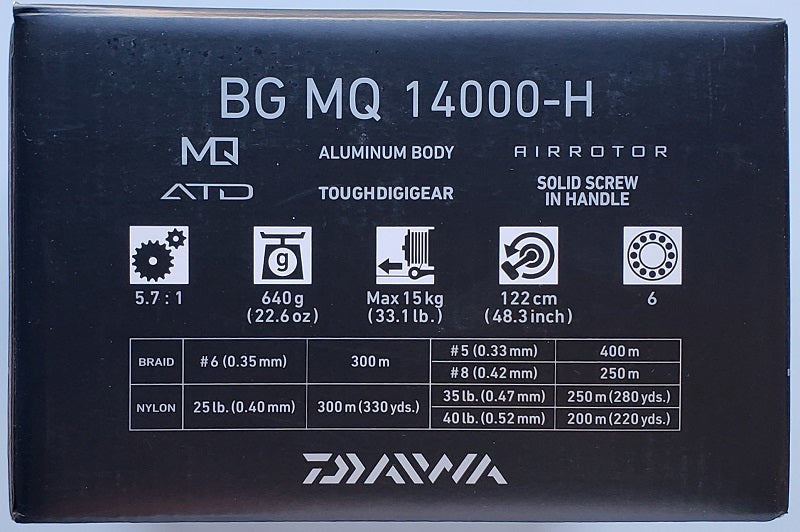 BG MQ 14000-H
MQ ALUMINUM BODY AIRROTOR
ATD TOUGHDIGIGEAR SOLID SCREW
IN HANDLE
g
5.7 : 1 640 g Max 15 kg 122 cm 6
(22.6 oz) (33.1 lb.) (48.3 inch)
BRAID #6 (0.35 mm) 300 m #5 (0.33 mm) 400 m
#8 (0.42 mm) 250 m
NYLON 25 lb. (0.40 mm) 300 m (330 yds.) 35 lb. (0.47 mm) 250 m (280 yds.)
40 lb. (0.52 mm) 200 m (220 yds.)
DAIWA